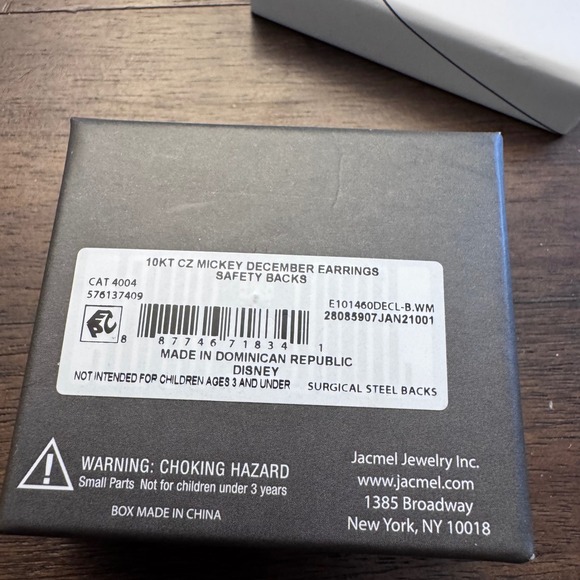 10KT CZ MICKEY DECEMBER EARRINGS
SAFETY BACKS
CAT 4004
576137409
E101460DECL-B.WM
28085907JAN21001
8 87746 71834 1
MADE IN DOMINICAN REPUBLIC
DISNEY
NOT INTENDED FOR CHILDREN AGES 3 AND UNDER
SURGICAL STEEL BACKS
WARNING: CHOKING HAZARD
Small Parts Not for children under 3 years
BOX MADE IN CHINA
Jacmel Jewelry Inc.
www.jacmel.com
1385 Broadway
New York, NY 10018